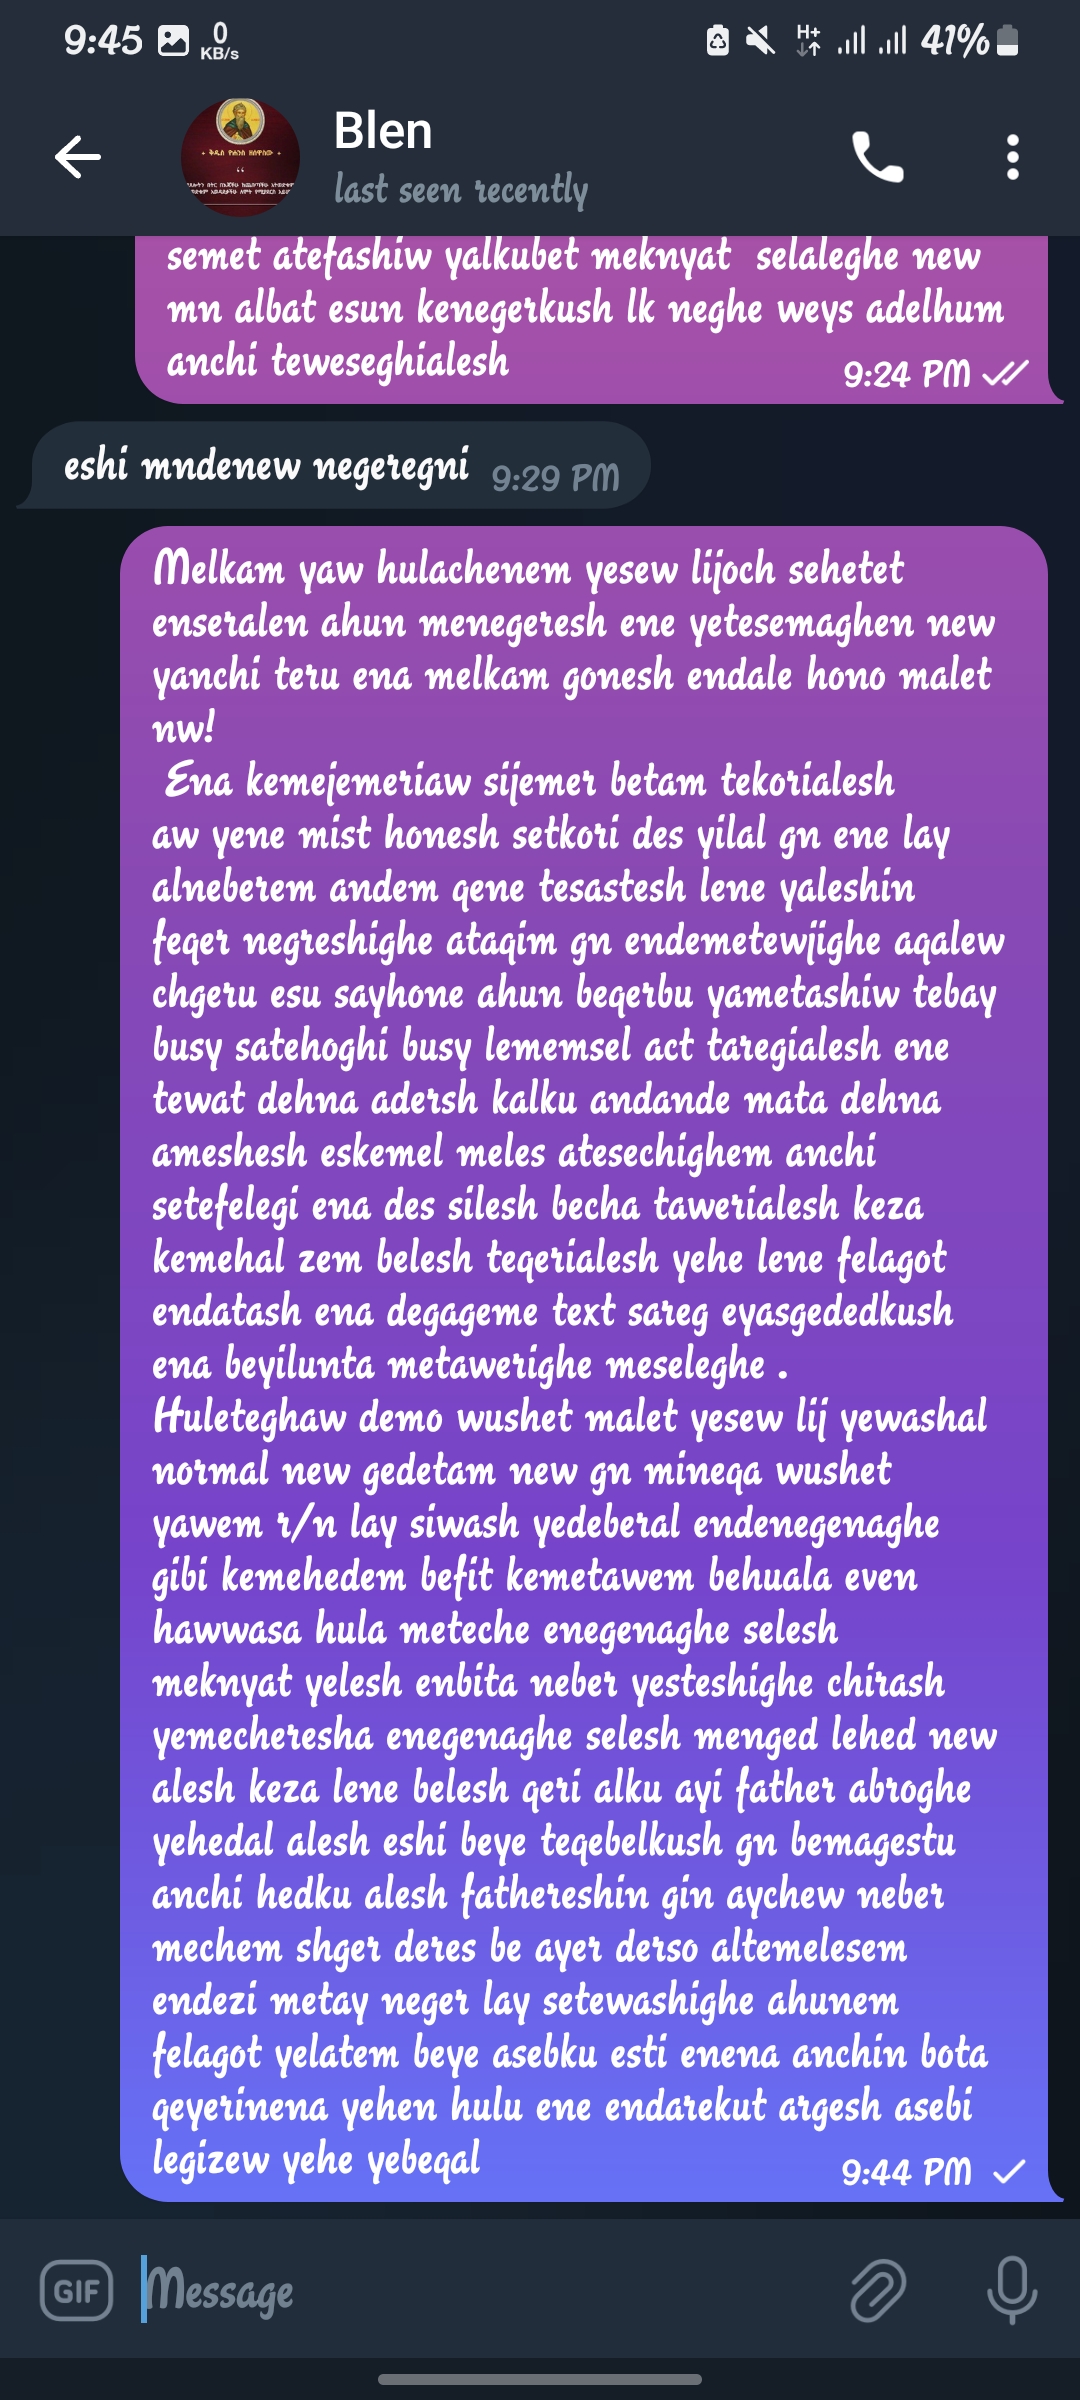 9:45 0 KB/s H+ 41%
Blen
last seen recently
semet atefashiw yalkubet meknyat selaleghe new
mn albat esun kenegerkush lk neghe weys adelhum
anchi teweseghialesh
9:24 PM
eshi mndenew negeregni 9:29 PM
Melkam yaw hulachenem yesew lijoch sehetet
enseralen ahun menegeresh ene yetesemaghen new
yanchi teru ena melkam gonesh endale hono malet
nw!
Ena kemejemeriaw sijemer betam tekorialesh
aw yene mist honesh setkori des yilal gn ene lay
alneberem andem qene tesastesh lene yaleshin
feqer negreshighe ataqim gn endemetewjighe aqalew
chgeru esu sayhone ahun beqerbu yametashiw tebay
busy satehoghi busy lememsel act taregialesh ene
tewat dehna adersh kalku andande mata dehna
ameshesh eskemel meles atesechighem anchi
setefelegi ena des silesh becha tawerialesh keza
kemehal zem belesh teqerialesh yehe lene felagot
endatash ena degageme text sareg eyasgededkush
ena beyilunta metawerighe meseleghe .
Huleteghaw demo wushet malet yesew lij yewashal
normal new gedetam new gn mineqa wushet
yawem r/n lay siwash yedeberal endenegenaghe
gibi kemehedem befit kemetawem behuala even
hawwasa hula meteche enegenaghe selesh
meknyat yelesh enbita neber yesteshighe chirash
yemecheresha enegenaghe selesh menged lehed new
alesh keza lene belesh qeri alku ayi father abroghe
yehedal alesh eshi beye teqebelkush gn bemagestu
anchi hedku alesh fathereshin gin aychew neber
mechem shger deres be ayer derso altemelesem
endezi metay neger lay setewashighe ahunem
felagot yelatem beye asebku esti enena anchin bota
qeyerinena yehen hulu ene endarekut argesh asebi
legizew yehe yebeqal
9:44 PM
GIF Message